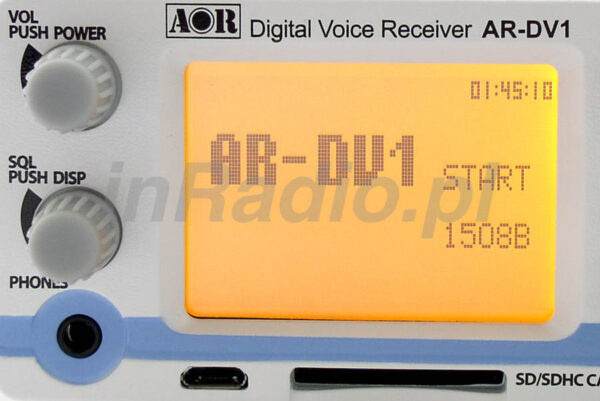 VOL
PUSH POWER
AOR Digital Voice Receiver AR-DV1
01:45:10
AR-DV1
START
1508B
SQL
PUSH DISP
inRadio.pl
PHONES
SD/SDHC